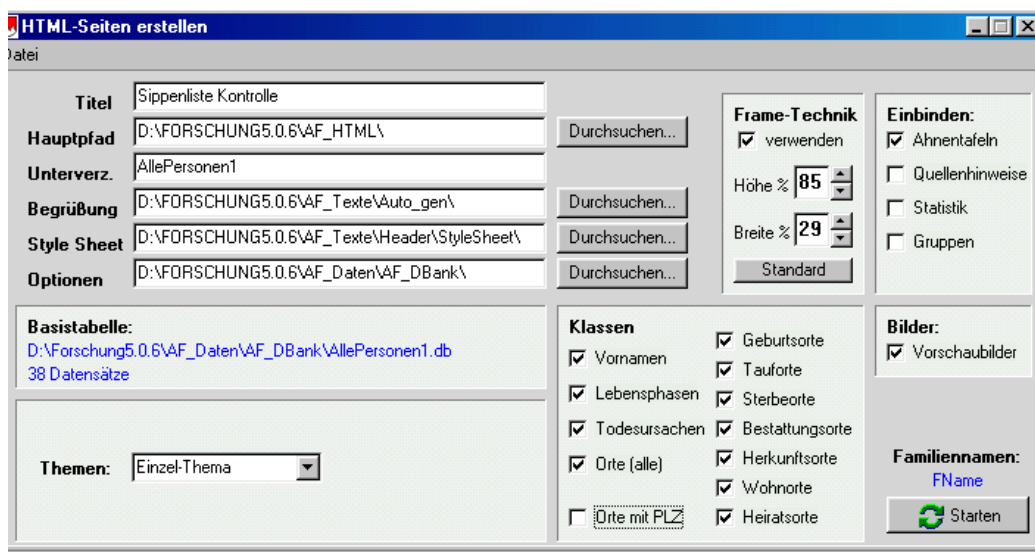 HTML-Seiten erstellen
Datei
Titel Sippenliste Kontrolle
Hauptpfad D:\FORSCHUNG5.0.6\AF_HTML\ Durchsuchen...
Unterverz. AllePersonen1
Begrüßung D:\FORSCHUNG5.0.6\AF_Texte\Auto_gen\ Durchsuchen...
Style Sheet D:\FORSCHUNG5.0.6\AF_Texte\Header\StyleSheet\ Durchsuchen...
Optionen D:\FORSCHUNG5.0.6\AF_Daten\AF_DBank\ Durchsuchen...
Frame-Technik
verwenden
Höhe % 85
Breite % 29
Standard
Einbinden:
Ahnentafeln
Quellenhinweise
Statistik
Gruppen
Basistabelle:
D:\Forschung5.0.6\AF_Daten\AF_DBank\AllePersonen1.db
38 Datensätze
Themen: Einzel-Thema
Klassen
Vornamen
Lebensphasen
Todesursachen
Orte (alle)
Orte mit PLZ
Geburtsorte
Tauforte
Sterbeorte
Bestattungsorte
Herkunftsorte
Wohnorte
Heiratsorte
Bilder:
Vorschaubilder
Familiennamen:
FName
Starten